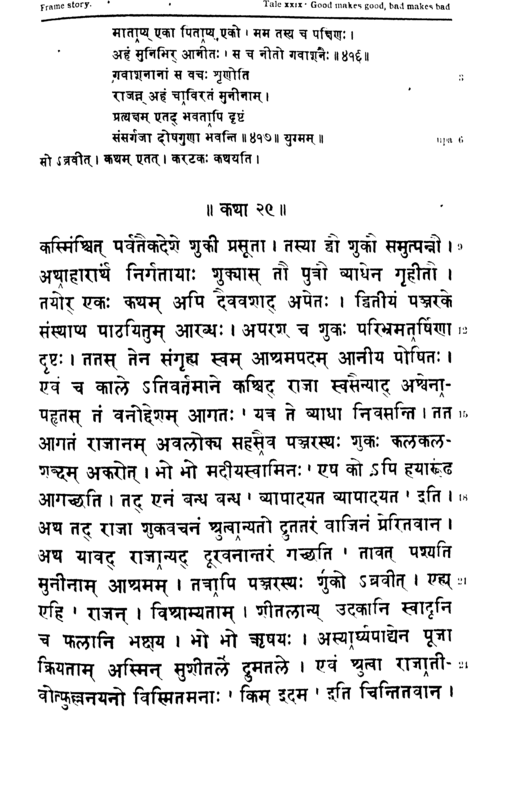 Frame story.
Tale XXIX: Good makes good, bad makes bad
माताप्य् एका पिताप्य् एको । मम तस्य च पक्षिणः ।
अहं मुनिभिर् आनीतः । स च नीतो गवाशनैः ॥४१६॥
गवाशनानां स वचः शृणोति
3
राजन्न् अहं चाविरतं मुनीनाम् ।
प्रत्यक्षम् एतद् भवतापि दृष्टं
संसर्गजा दोषगुणा भवन्ति ॥४१७॥ युग्मम् ॥
upa 6
सो ऽब्रवीत् । कथम् एतत् । करटकः कथयति ।
॥ कथा २९ ॥
कस्मिंश्चित् पर्वतैकदेशे शुकी प्रसूता । तस्या द्वौ शुकौ समुत्पन्नौ । 9
अथाहारार्थं निर्गतायाः शुक्यास् तौ पुत्रौ व्याधेन गृहीतौ ।
तयोर् एकः कथम् अपि दैववशाद् अपेतः । द्वितीयं पञ्जरके
संस्थाप्य पाठयितुम् आरब्धः । अपरश् च शुकः परिभ्रमतर्षिणा 12
दृष्टः । ततस् तेन संगृह्य स्वम् आश्रमपदम् आनीय पोषितः ।
एवं च काले ऽतिवर्तमाने कश्चिद् राजा स्वसैन्याद् अश्वेना-
पहृतस् तं वनोद्देशम् आगतः ' यत्र ते व्याधा निवसन्ति । तत 15
आगतं राजानम् अवलोक्य सहसैव पञ्जरस्थः शुकः कलकल-
शब्दम् अकरोत् । भो भो मदीयस्वामिनः ' एष को ऽपि हयारूढ
आगच्छति । तद् एनं बन्ध बन्ध ' व्यापादयत व्यापादयत ' इति । 18
अथ तद् राजा शुकवचनं श्रुत्वान्यतो द्रुततरं वाजिनं प्रेरितवान् ।
अथ यावद् राजान्यद् दूरवनान्तरं गच्छति ' तावत् पश्यति
मुनीनाम् आश्रमम् । तत्रापि पञ्जरस्थः शुको ऽब्रवीत् । एह्य् 21
एहि ' राजन् । विश्राम्यताम् । शीतलान्य् उदकानि स्वादूनि
च फलानि भक्षय । भो भो ऋषयः । अस्यार्घ्यपाद्येन पूजा
क्रियताम् अस्मिन् सुशीतले द्रुमतले । एवं श्रुत्वा राजाती- 24
वोत्फुल्लनयनो विस्मितमनाः ' किम् इदम् ' इति चिन्तितवान् ।